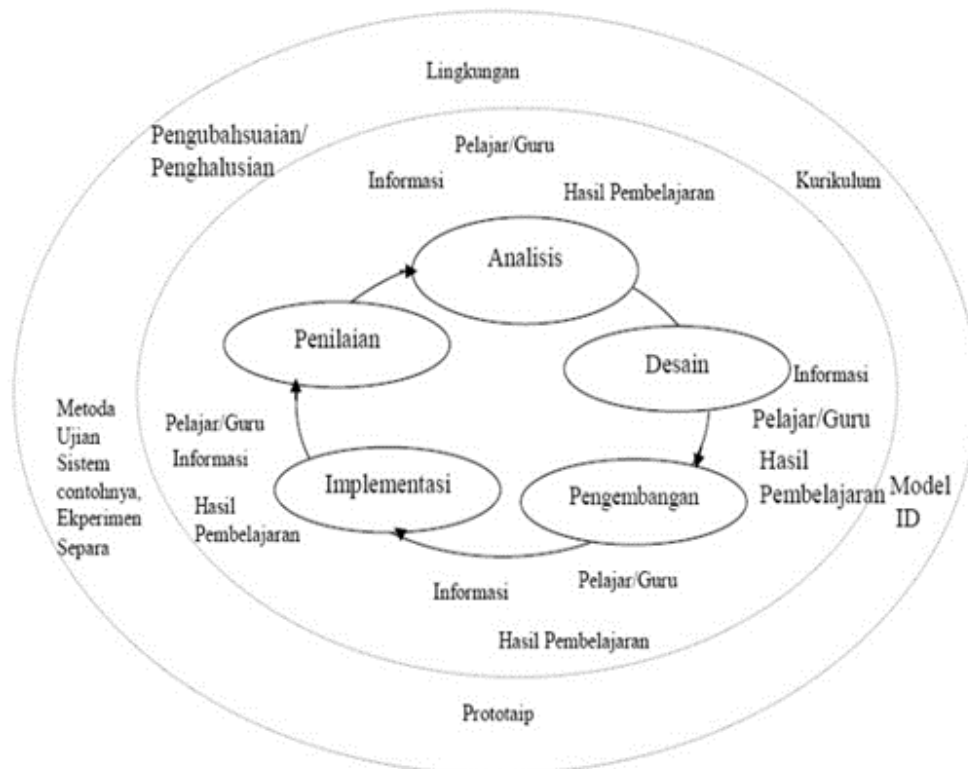 Lingkungan
Pengubahsuaian/
Penghalusian
Pelajar/Guru
Informasi
Kurikulum
Hasil Pembelajaran
Analisis
Penilaian
Desain
Informasi
Metoda
Ujian
Sistem
contohnya,
Ekperimen
Separa
Pelajar/Guru
Informasi
Hasil
Pembelajaran
Implementasi
Pengembangan
Pelajar/Guru
Hasil
Pembelajaran
Model
ID
Informasi
Pelajar/Guru
Hasil Pembelajaran
Prototaip